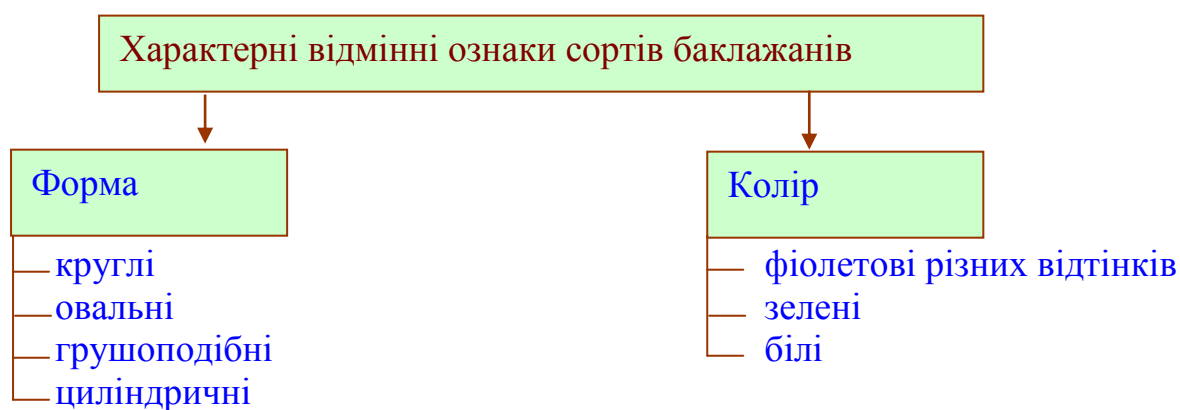 Характерні відмінні ознаки сортів баклажанів
Форма
круглі
овальні
грушоподібні
циліндричні
Колір
фіолетові різних відтінків
зелені
білі